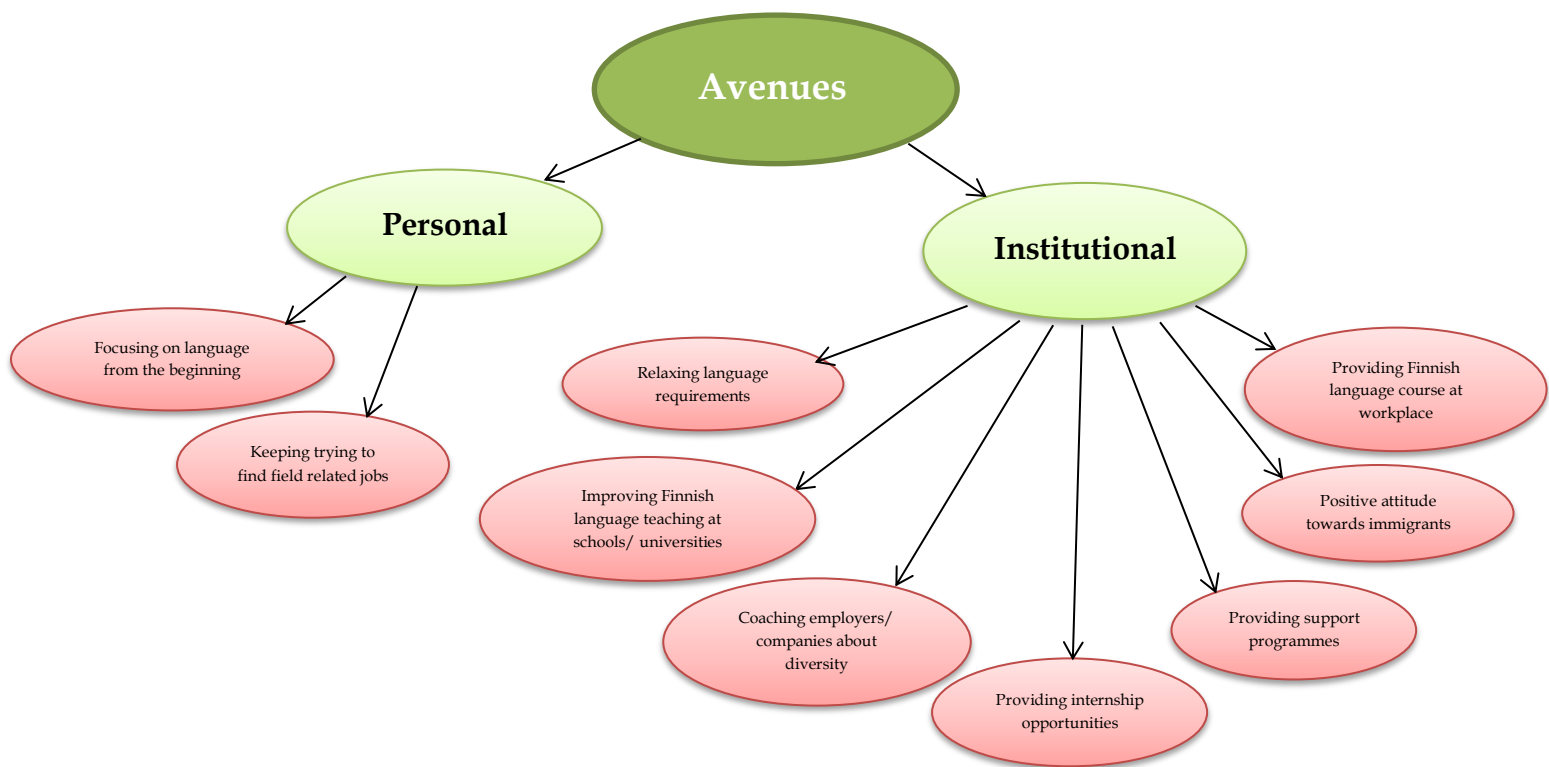 Avenues
Personal
Institutional
Focusing on language
from the beginning
Keeping trying to
find field related jobs
Relaxing language
requirements
Improving Finnish
language teaching at
schools/ universities
Coaching employers/
companies about
diversity
Providing internship
opportunities
Providing support
programmes
Positive attitude
towards immigrants
Providing Finnish
language course at
workplace